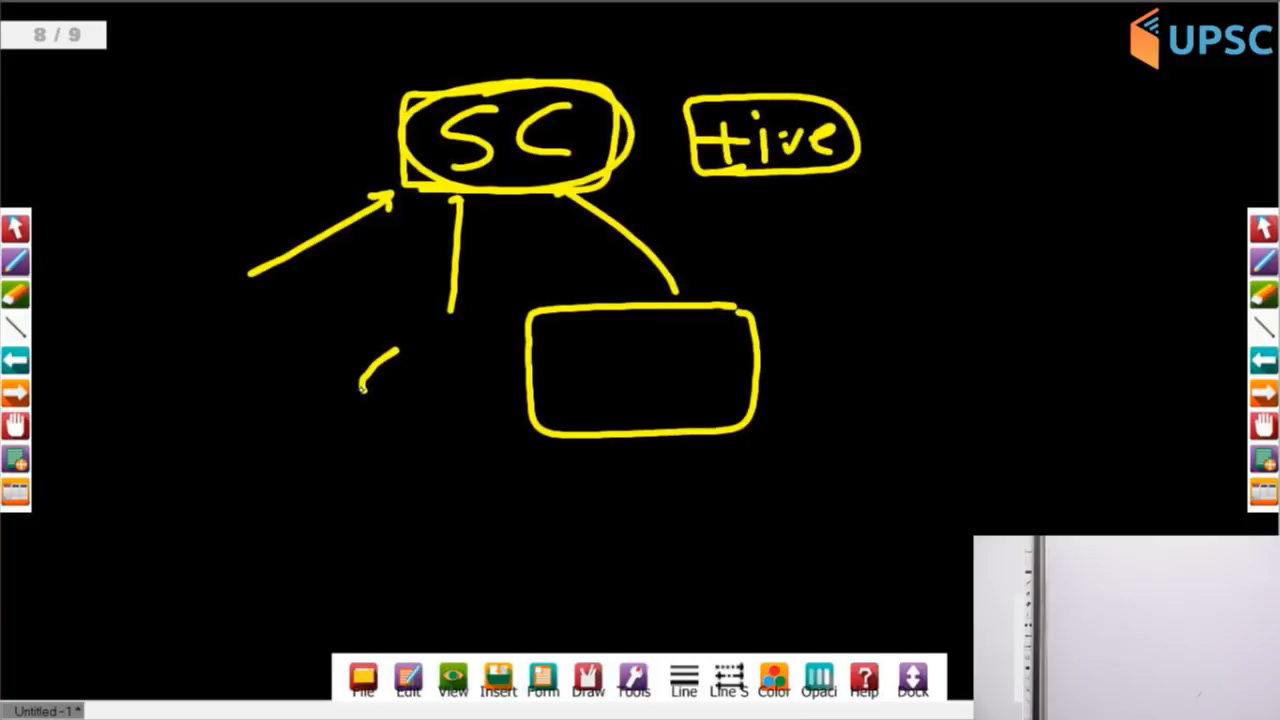 8 / 9
UPSC
SC
+ive
File Edit View Insert Form Draw Tools Line Line S Color Opaci Help Dock
Untitled - 1 *